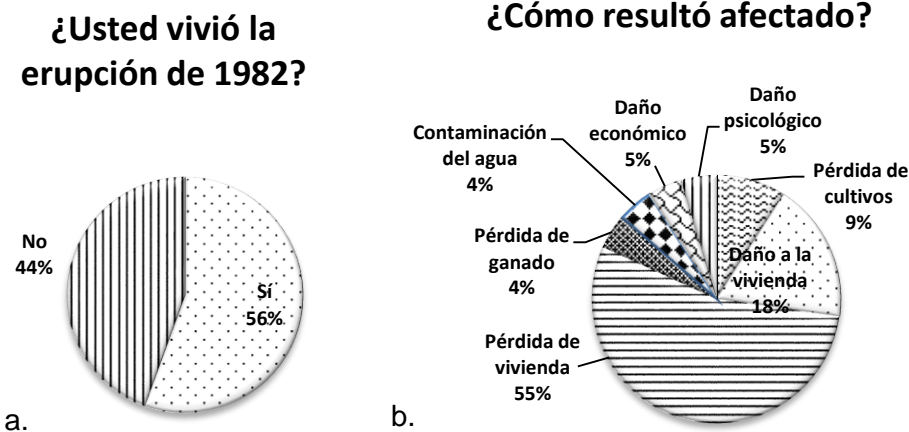 ¿Usted vivió la
erupción de 1982?
No
44%
Sí
56%
a.
¿Cómo resultó afectado?
Daño
psicológico
5%
Daño
económico
5%
Contaminación
del agua
4%
Pérdida de
cultivos
9%
Pérdida de
ganado
4%
Daño a la
vivienda
18%
Pérdida de
vivienda
55%
b.